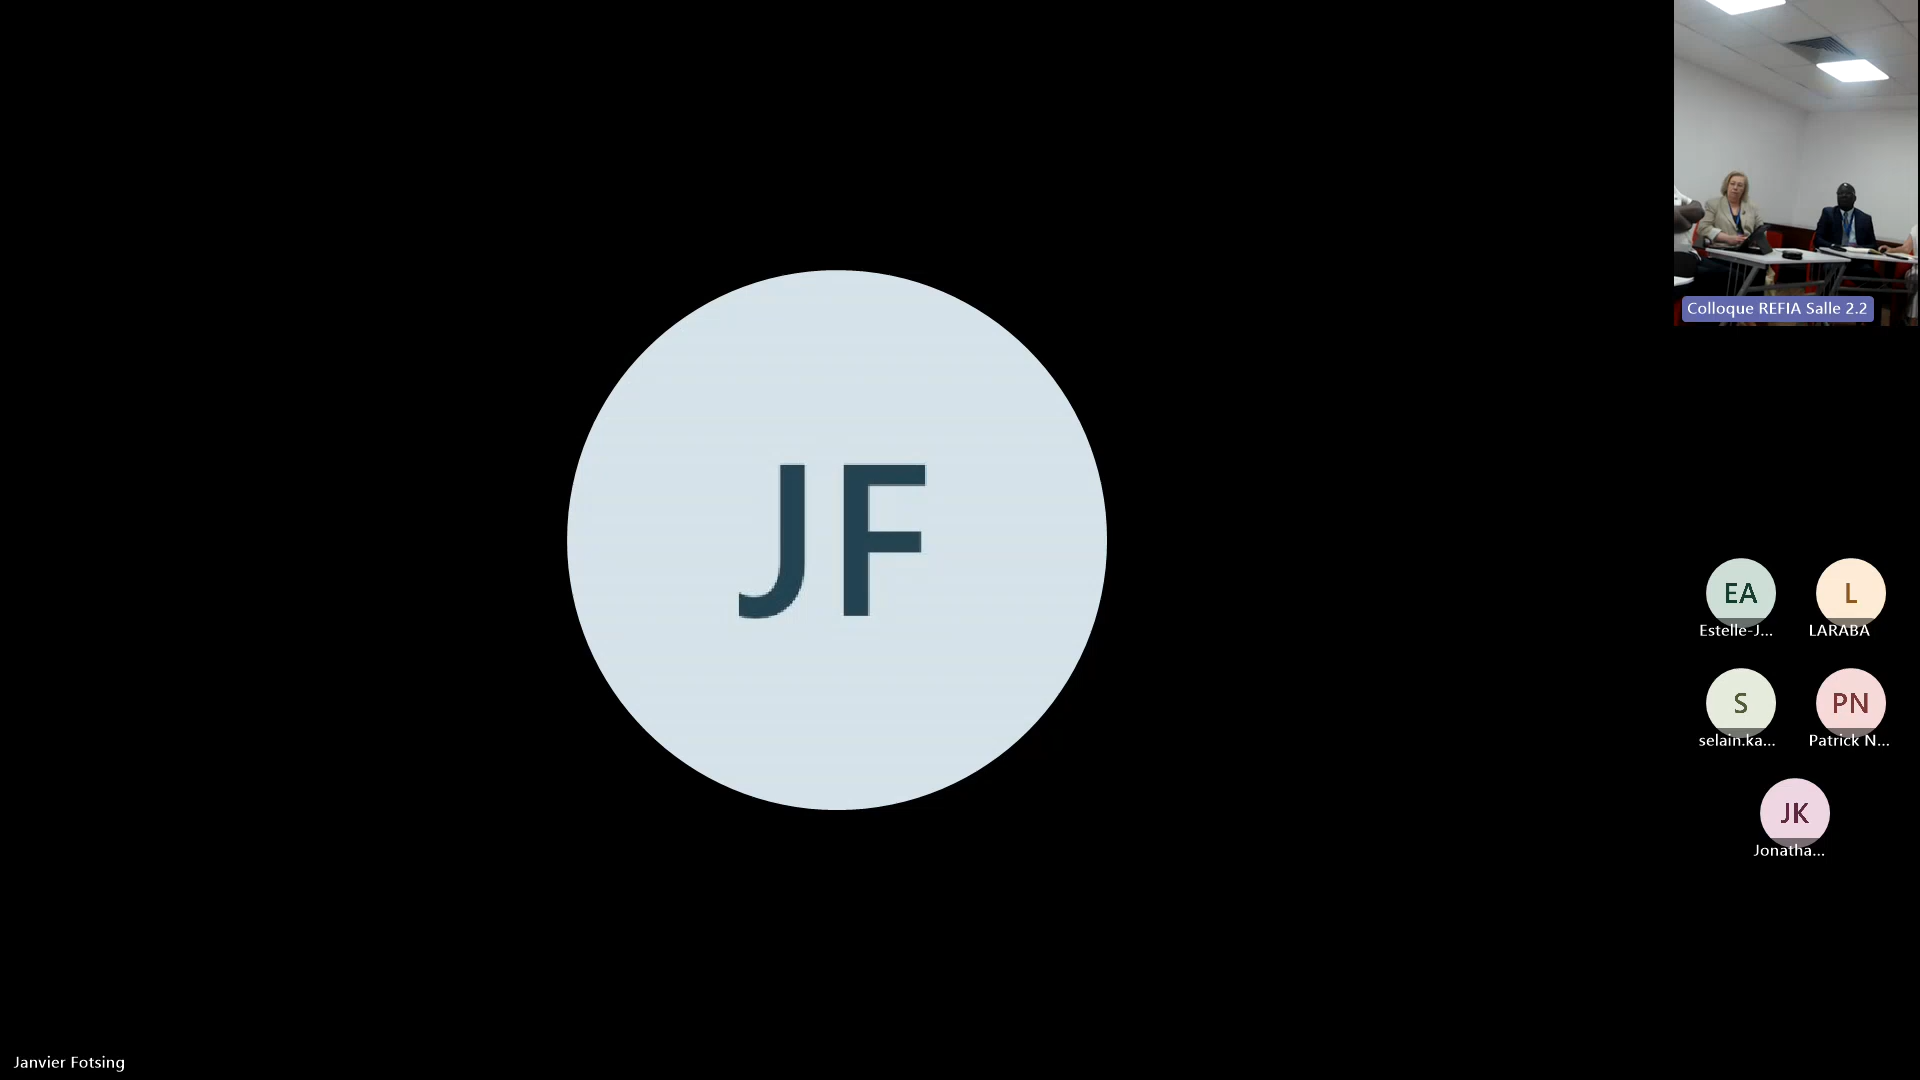 Colloque REFIA Salle 2.2
JF
EA
Estelle-J...
L
LARABA
S
selain.ka...
PN
Patrick N...
JK
Jonatha...
Janvier Fotsing